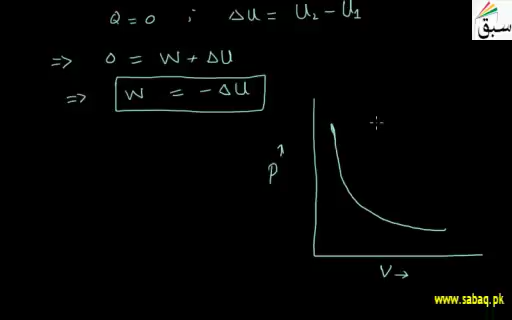 سبق
Q = 0 ; ΔU = U₂ - U₁
=> 0 = W + ΔU
=> W = - ΔU
P↑
V→
www.sabaq.pk